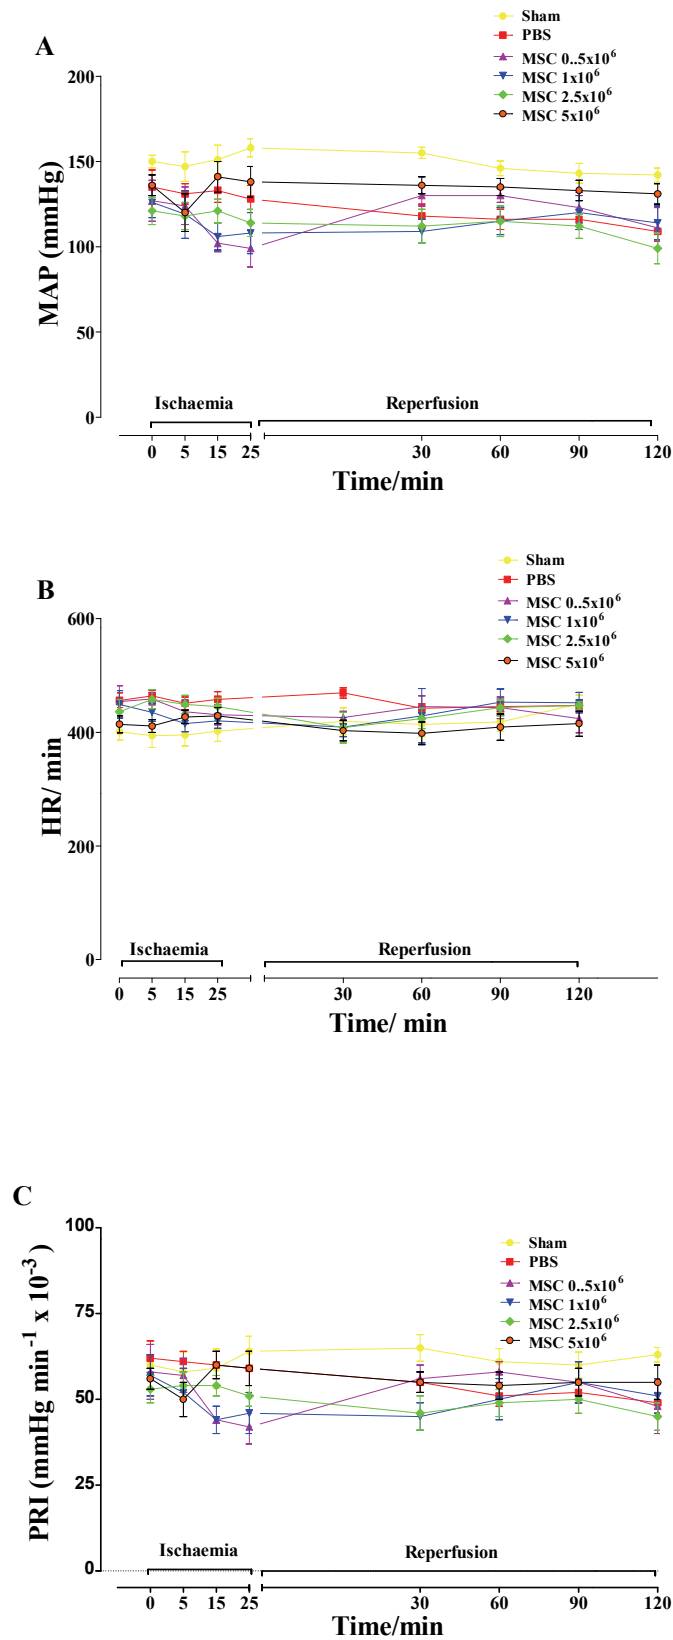 A
Sham
PBS
MSC 0..5x10⁶
MSC 1x10⁶
MSC 2.5x10⁶
MSC 5x10⁶
200
150
100
50
0
MAP (mmHg)
Ischaemia
Reperfusion
0 5 15 25 30 60 90 120
Time/min
B
Sham
PBS
MSC 0..5x10⁶
MSC 1x10⁶
MSC 2.5x10⁶
MSC 5x10⁶
600
400
200
0
HR/ min
Ischaemia
Reperfusion
0 5 15 25 30 60 90 120
Time/ min
C
Sham
PBS
MSC 0..5x10⁶
MSC 1x10⁶
MSC 2.5x10⁶
MSC 5x10⁶
100
75
50
25
0
PRI (mmHg min⁻¹ x 10⁻³)
Ischaemia
Reperfusion
0 5 15 25 30 60 90 120
Time/min